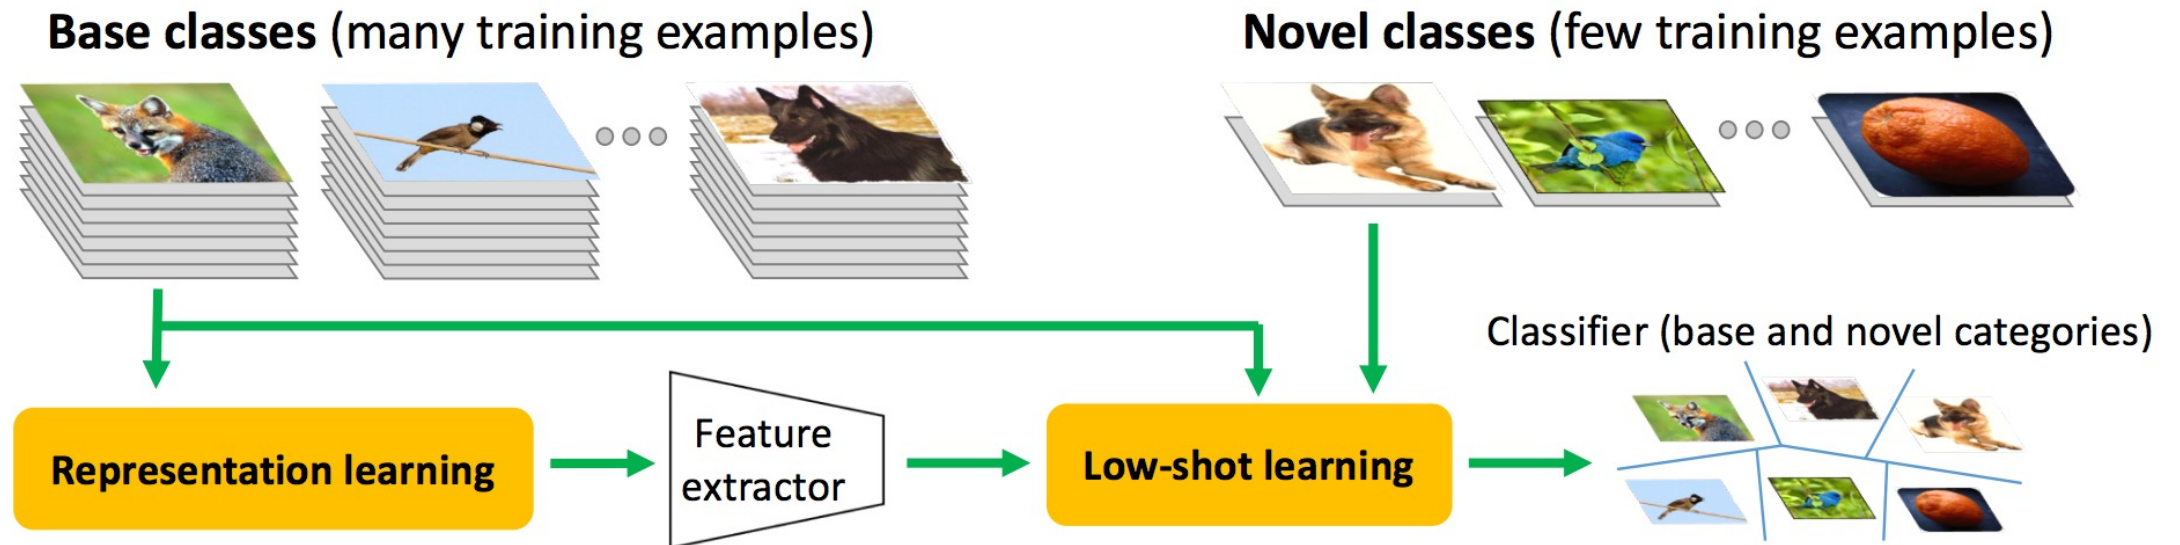 Base classes (many training examples)
Novel classes (few training examples)
Classifier (base and novel categories)
Representation learning
Feature
extractor
Low-shot learning